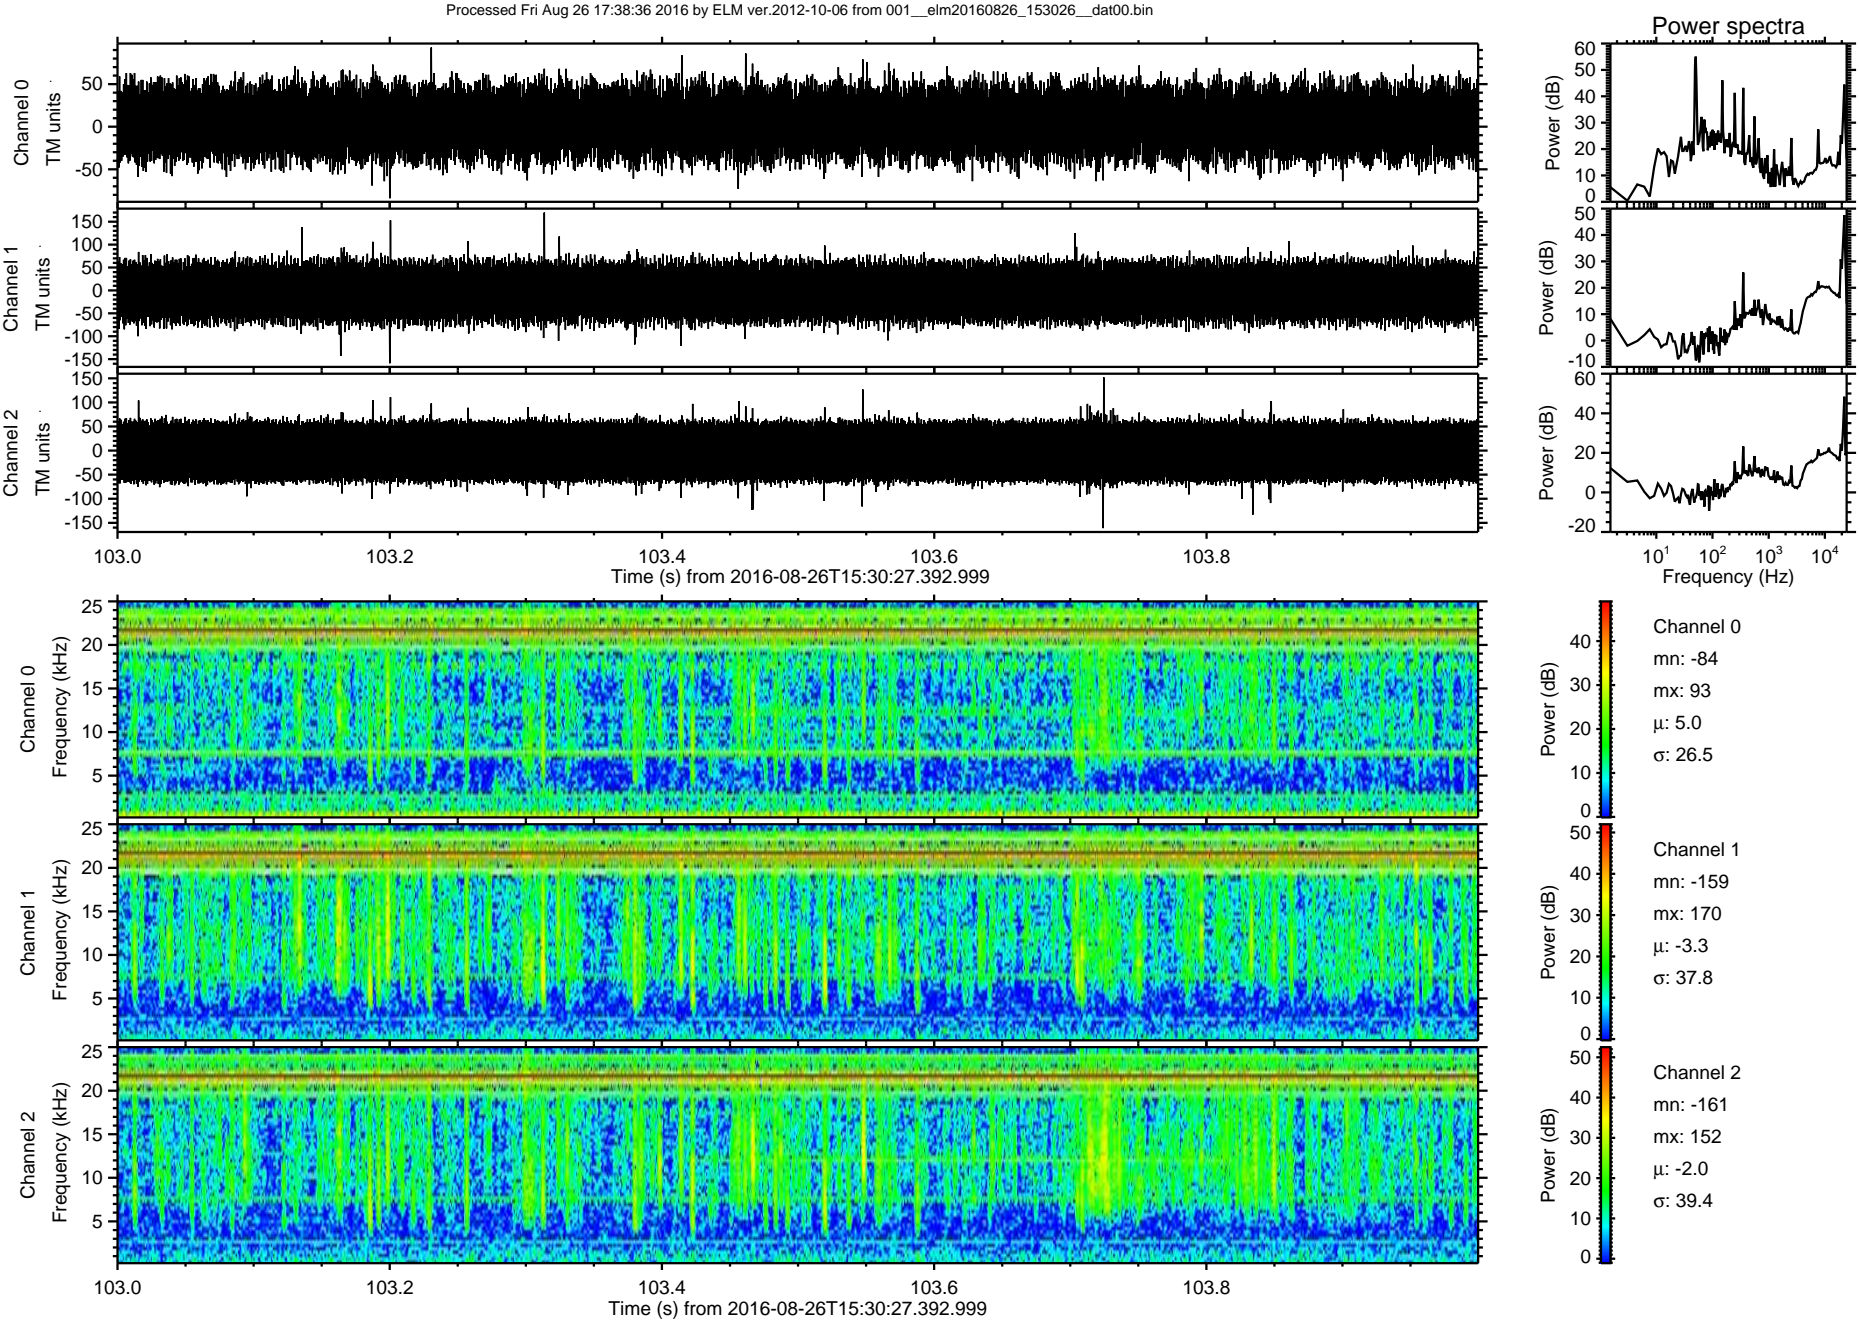 Processed Fri Aug 26 17:38:36 2016 by ELM ver.2012-10-06 from 001__elm20160826_153026__dat00.bin
Power spectra
Channel 0
TM units
50
0
-50
Power (dB)
60
50
40
30
20
10
0
Channel 1
TM units
150
100
50
0
-50
-100
-150
Power (dB)
50
40
30
20
10
0
-10
Channel 2
TM units
150
100
50
0
-50
-100
-150
Power (dB)
60
40
20
0
-20
103.0
103.2
103.4
103.6
103.8
Time (s) from 2016-08-26T15:30:27.392.999
10^1
10^2
10^3
10^4
Frequency (Hz)
Channel 0
Frequency (kHz)
25
20
15
10
5
Power (dB)
40
30
20
10
0
Channel 0
mn: -84
mx: 93
μ: 5.0
σ: 26.5
Channel 1
Frequency (kHz)
25
20
15
10
5
Power (dB)
50
40
30
20
10
0
Channel 1
mn: -159
mx: 170
μ: -3.3
σ: 37.8
Channel 2
Frequency (kHz)
25
20
15
10
5
Power (dB)
50
40
30
20
10
0
Channel 2
mn: -161
mx: 152
μ: -2.0
σ: 39.4
103.0
103.2
103.4
103.6
103.8
Time (s) from 2016-08-26T15:30:27.392.999